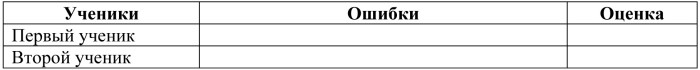 Ученики Ошибки Оценка
Первый ученик
Второй ученик